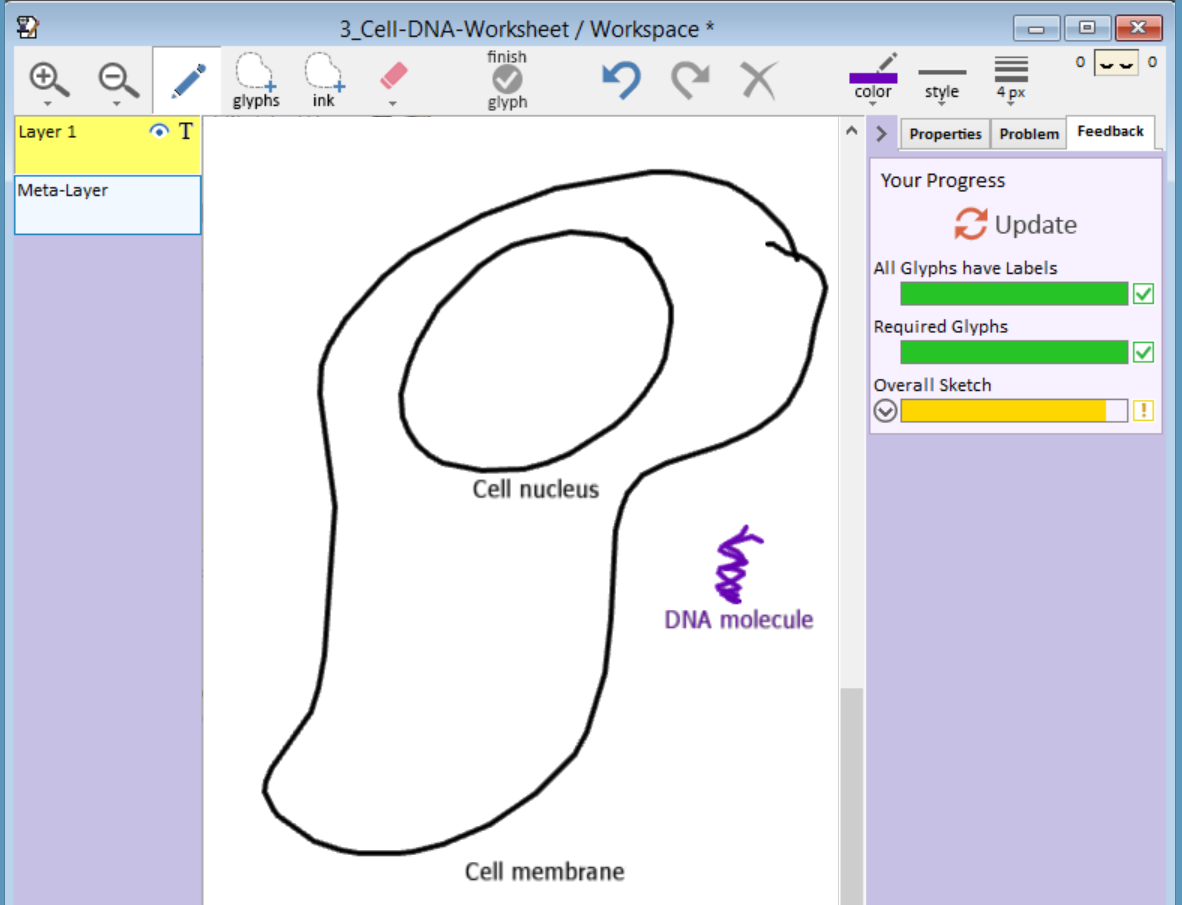 3_Cell-DNA-Worksheet / Workspace *
glyphs
ink
finish
glyph
color
style
4 px
0
0
Layer 1
T
Meta-Layer
Properties
Problem
Feedback
Your Progress
Update
All Glyphs have Labels
Required Glyphs
Overall Sketch
!
Cell nucleus
DNA molecule
Cell membrane